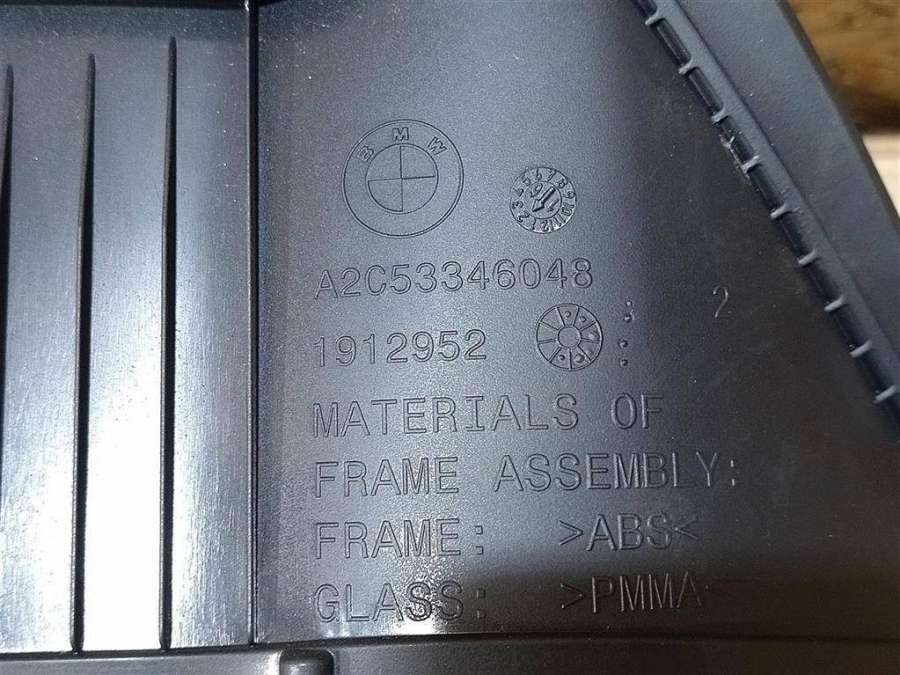 BMW
A2C53346048
2
1912952
MATERIALS OF
FRAME ASSEMBLY:
FRAME: >ABS<
GLASS: >PMMA